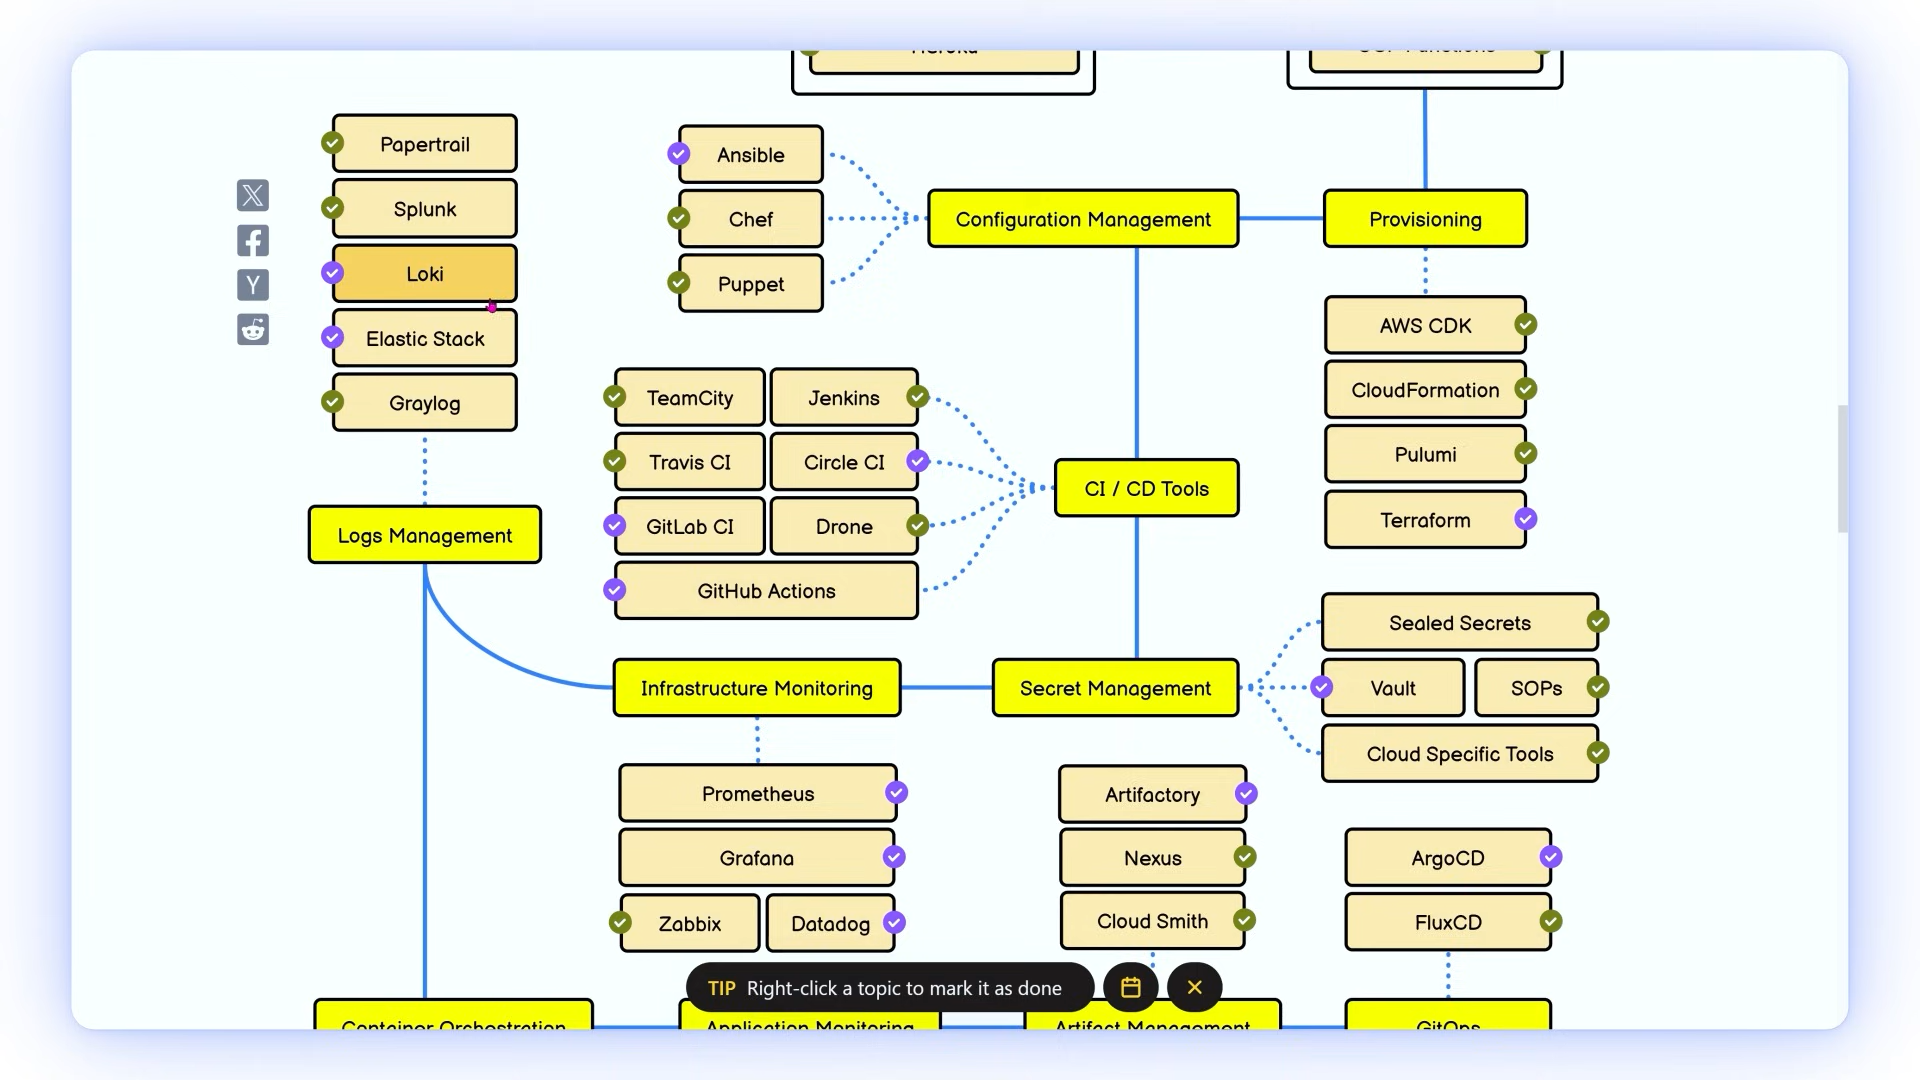 Heroku
GCP Functions
Papertrail
Splunk
Loki
Elastic Stack
Graylog
Logs Management
Ansible
Chef
Puppet
Configuration Management
Provisioning
AWS CDK
CloudFormation
Pulumi
Terraform
TeamCity
Jenkins
Travis CI
Circle CI
GitLab CI
Drone
GitHub Actions
CI / CD Tools
Infrastructure Monitoring
Secret Management
Sealed Secrets
Vault
SOPs
Cloud Specific Tools
Prometheus
Grafana
Zabbix
Datadog
Artifactory
Nexus
Cloud Smith
ArgoCD
FluxCD
TIP Right-click a topic to mark it as done
Container Orchestration
Application Monitoring
Artifact Management
GitOps